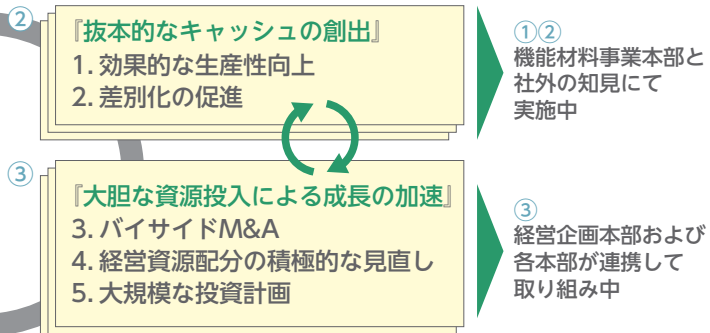 ②
『抜本的なキャッシュの創出』
1. 効果的な生産性向上
2. 差別化の促進
①②
機能材料事業本部と
社外の知見にて
実施中
③
『大胆な資源投入による成長の加速』
3. バイサイドM&A
4. 経営資源配分の積極的な見直し
5. 大規模な投資計画
③
経営企画本部および
各本部が連携して
取り組み中